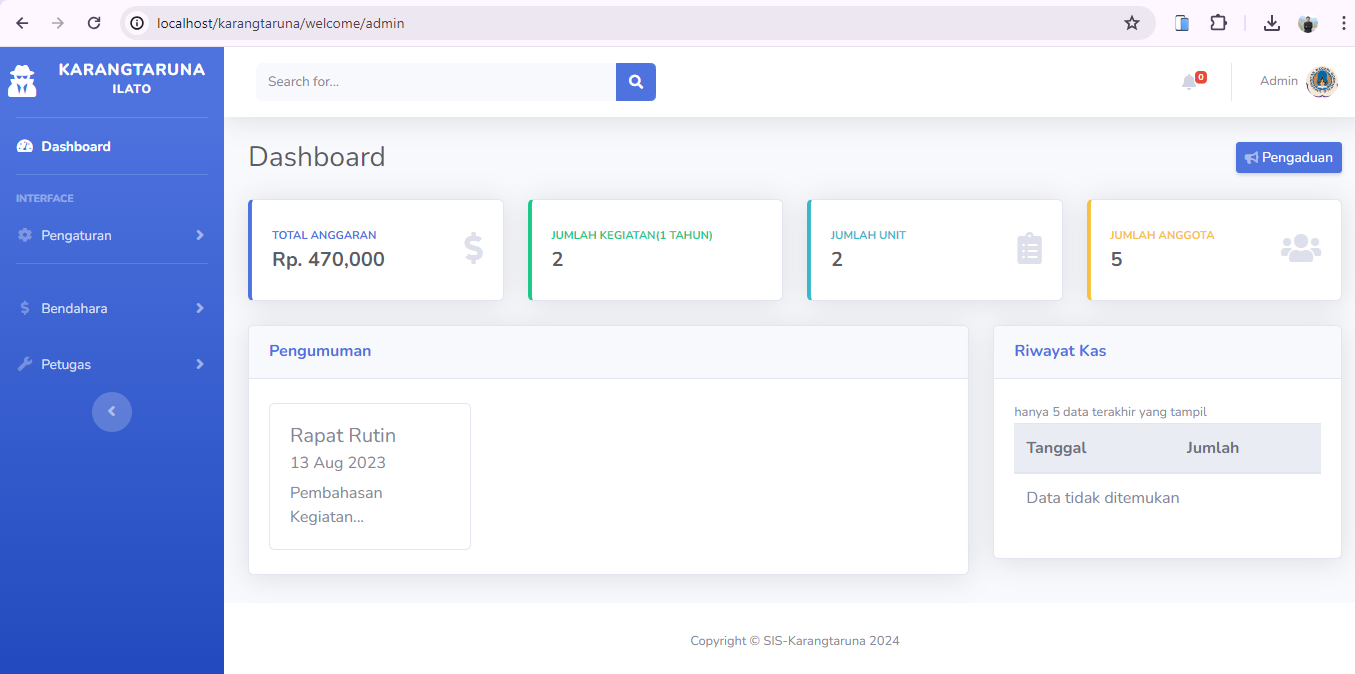 localhost/karangtaruna/welcome/admin
KARANGTARUNA
ILATO
Search for...
0
Admin
Dashboard
INTERFACE
Pengaturan
Bendahara
Petugas
Dashboard
Pengaduan
TOTAL ANGGARAN
Rp. 470,000
JUMLAH KEGIATAN(1 TAHUN)
2
JUMLAH UNIT
2
JUMLAH ANGGOTA
5
Pengumuman
Rapat Rutin
13 Aug 2023
Pembahasan
Kegiatan...
Riwayat Kas
hanya 5 data terakhir yang tampil
Tanggal Jumlah
Data tidak ditemukan
Copyright © SIS-Karangtaruna 2024